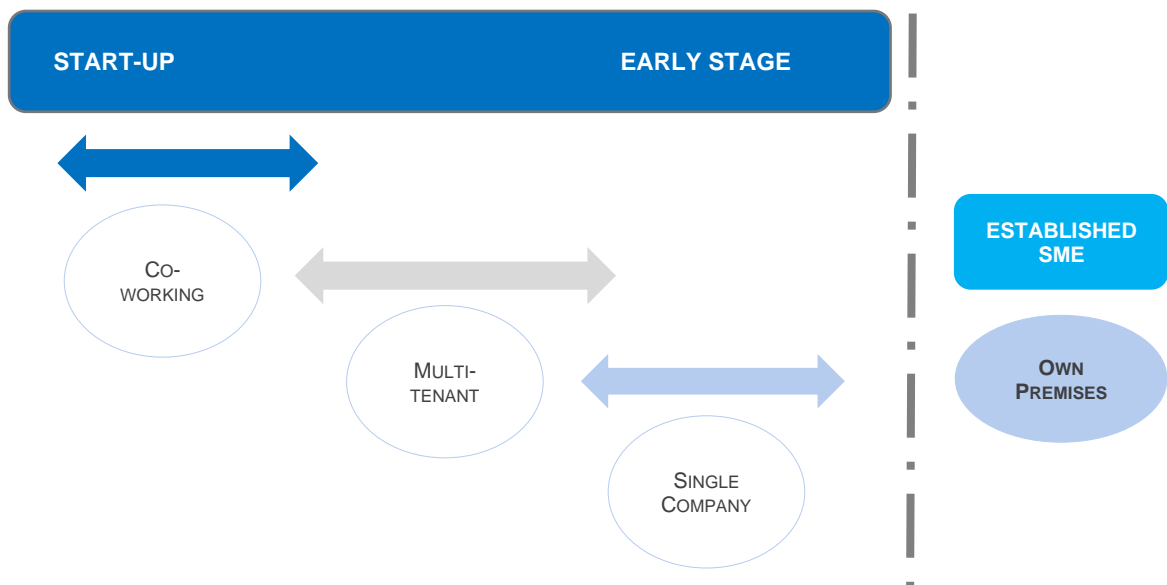 START-UP EARLY STAGE
CO-
WORKING
ESTABLISHED
SME
MULTI-
TENANT
OWN
PREMISES
SINGLE
COMPANY